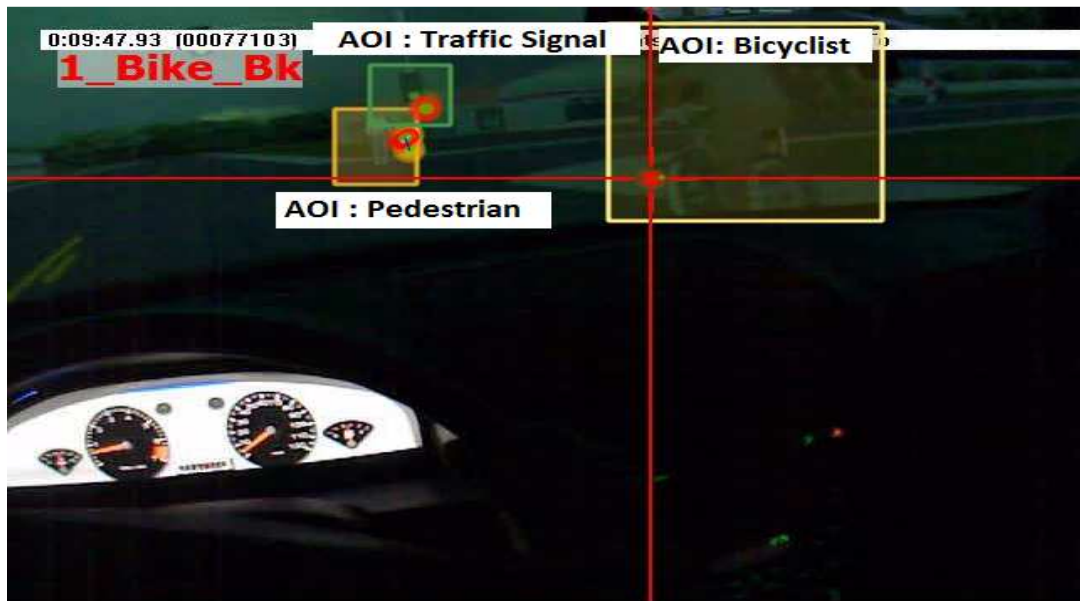 0:09:47.93 (00077103)
AOI : Traffic Signal
AOI: Bicyclist
1_Bike_Bk
AOI : Pedestrian